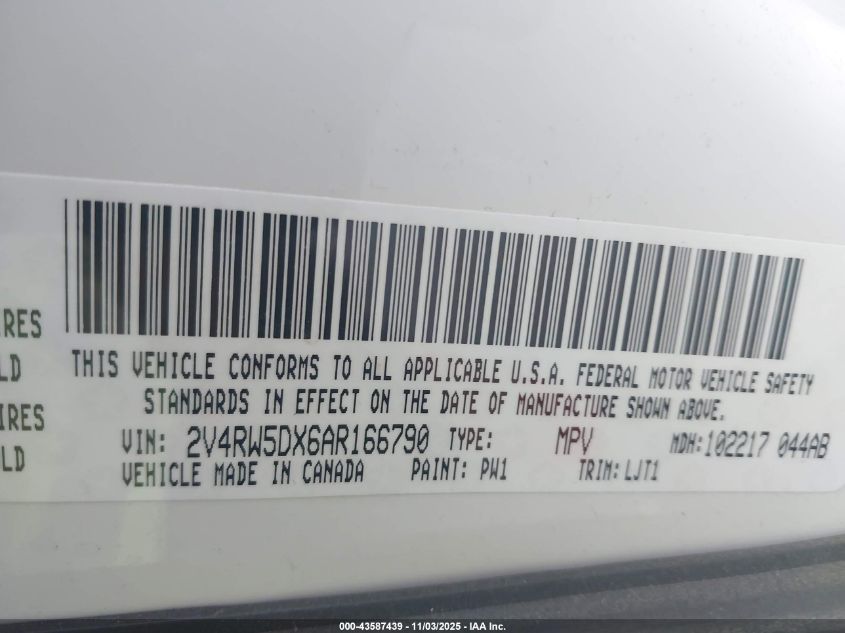 IRES
LD
IRES
LD
THIS VEHICLE CONFORMS TO ALL APPLICABLE U.S.A. FEDERAL MOTOR VEHICLE SAFETY
STANDARDS IN EFFECT ON THE DATE OF MANUFACTURE SHOWN ABOVE.
VIN: 2V4RW5DX6AR166790 TYPE: MPV MDH:102217 044AB
VEHICLE MADE IN CANADA PAINT: PW1 TRIM: LJT1
000-43587439 - 11/03/2025 - IAA Inc.